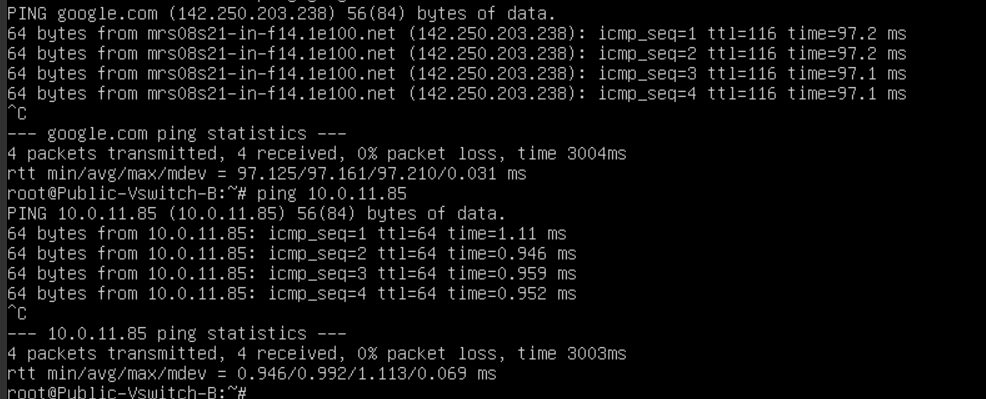 PING google.com (142.250.203.238) 56(84) bytes of data.
64 bytes from mrs08s21-in-f14.1e100.net (142.250.203.238): icmp_seq=1 ttl=116 time=97.2 ms
64 bytes from mrs08s21-in-f14.1e100.net (142.250.203.238): icmp_seq=2 ttl=116 time=97.2 ms
64 bytes from mrs08s21-in-f14.1e100.net (142.250.203.238): icmp_seq=3 ttl=116 time=97.1 ms
64 bytes from mrs08s21-in-f14.1e100.net (142.250.203.238): icmp_seq=4 ttl=116 time=97.1 ms
^C
--- google.com ping statistics ---
4 packets transmitted, 4 received, 0% packet loss, time 3004ms
rtt min/avg/max/mdev = 97.125/97.161/97.210/0.031 ms
root@Public-Vswitch-B:~# ping 10.0.11.85
PING 10.0.11.85 (10.0.11.85) 56(84) bytes of data.
64 bytes from 10.0.11.85: icmp_seq=1 ttl=64 time=1.11 ms
64 bytes from 10.0.11.85: icmp_seq=2 ttl=64 time=0.946 ms
64 bytes from 10.0.11.85: icmp_seq=3 ttl=64 time=0.959 ms
64 bytes from 10.0.11.85: icmp_seq=4 ttl=64 time=0.952 ms
^C
--- 10.0.11.85 ping statistics ---
4 packets transmitted, 4 received, 0% packet loss, time 3003ms
rtt min/avg/max/mdev = 0.946/0.992/1.113/0.069 ms
root@Public-Vswitch-B:~#